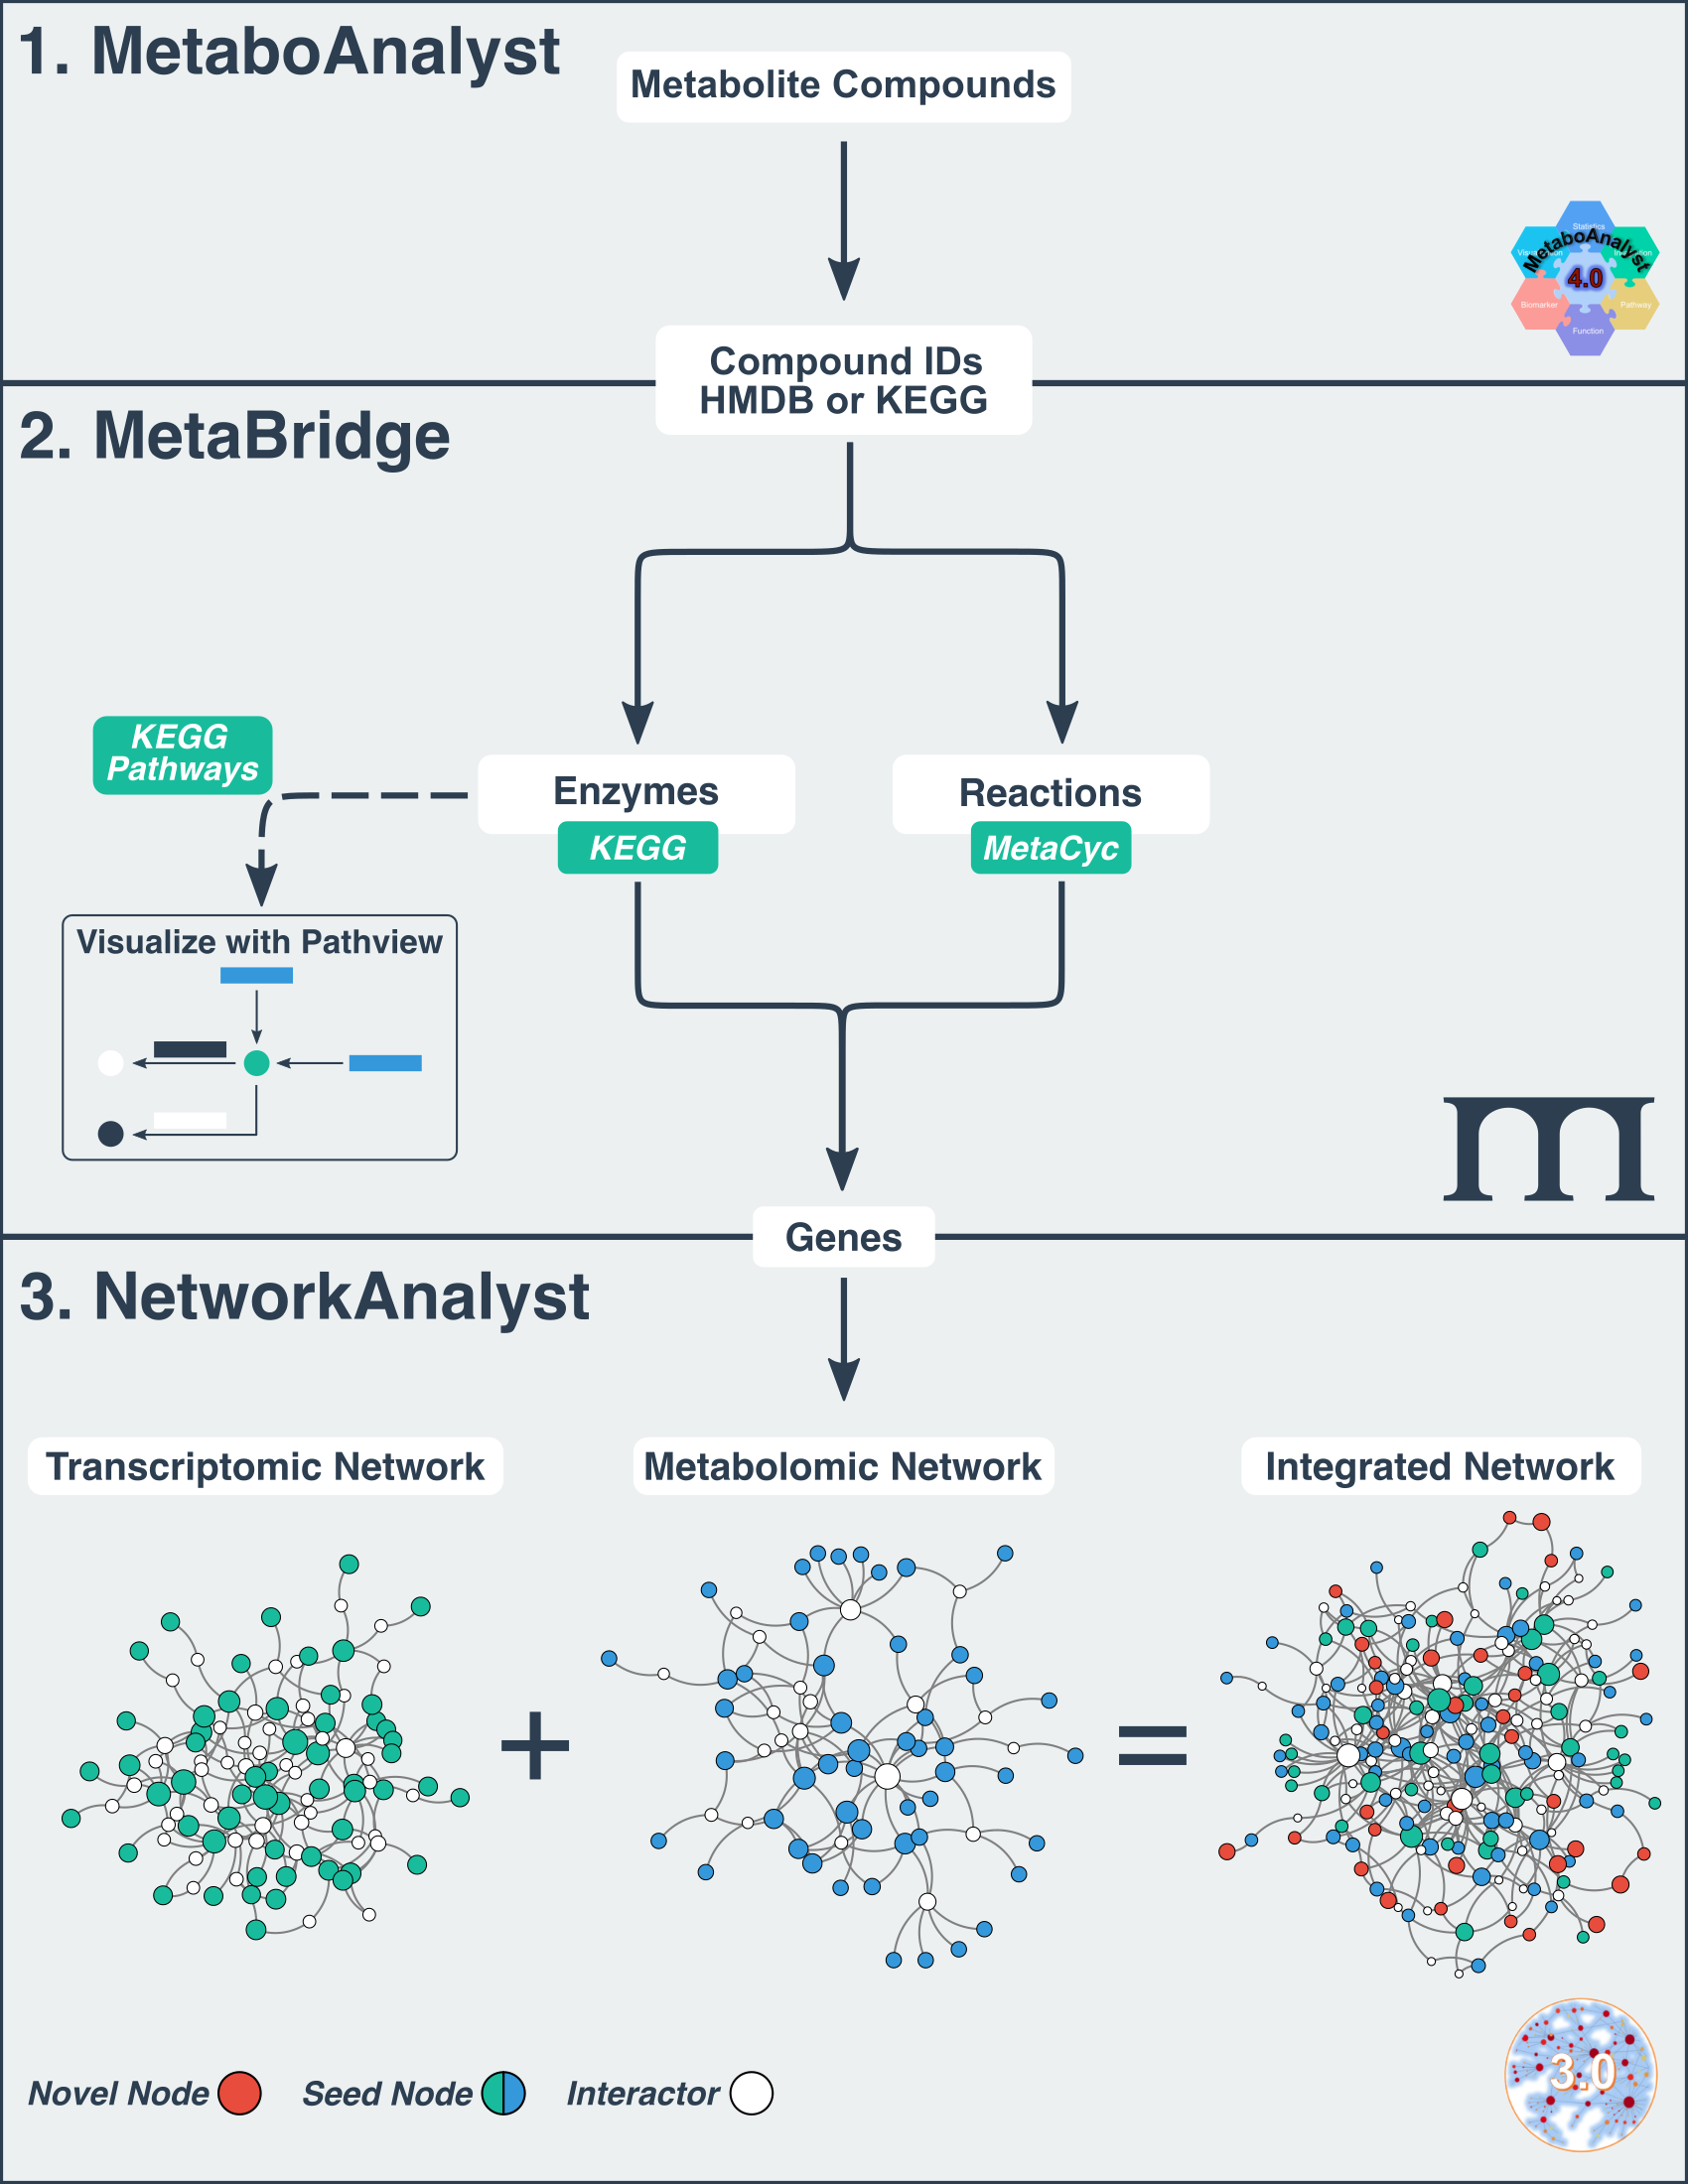 1. MetaboAnalyst
Metabolite Compounds
Statistics
MetaboAnalyst
4.0
Biomarker
Pathway
Function
Compound IDs
HMDB or KEGG
2. MetaBridge
KEGG
Pathways
Enzymes
KEGG
Reactions
MetaCyc
Visualize with Pathview
m
Genes
3. NetworkAnalyst
Transcriptomic Network
Metabolomic Network
Integrated Network
+
=
3.0
Novel Node
Seed Node
Interactor